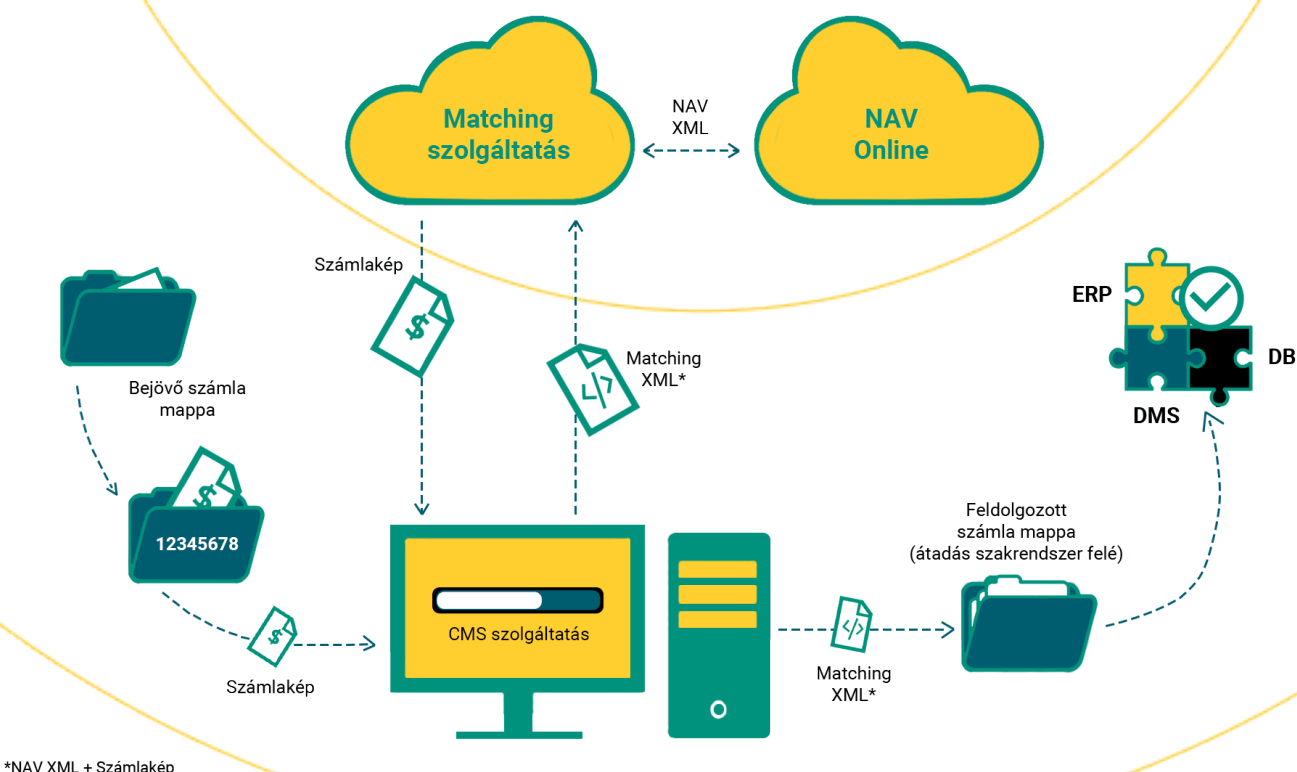 Matching
szolgáltatás
NAV
XML
NAV
Online
Számlakép
Matching
XML*
ERP
DB
DMS
Bejövő számla
mappa
12345678
Számlakép
CMS szolgáltatás
Matching
XML*
Feldolgozott
számla mappa
(átadás szakrendszer felé)
*NAV XML + Számlakép